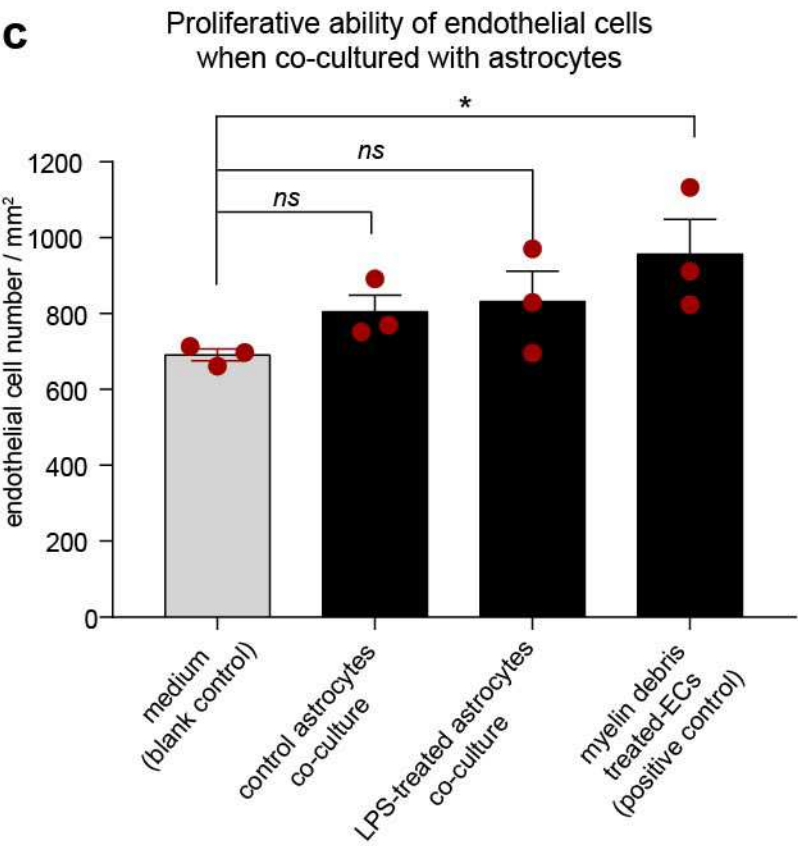 c
Proliferative ability of endothelial cells
when co-cultured with astrocytes
*
ns
ns
endothelial cell number / mm²
1200
1000
800
600
400
200
0
medium
(blank control)
control astrocytes
co-culture
LPS-treated astrocytes
co-culture
myelin debris
treated-ECs
(positive control)